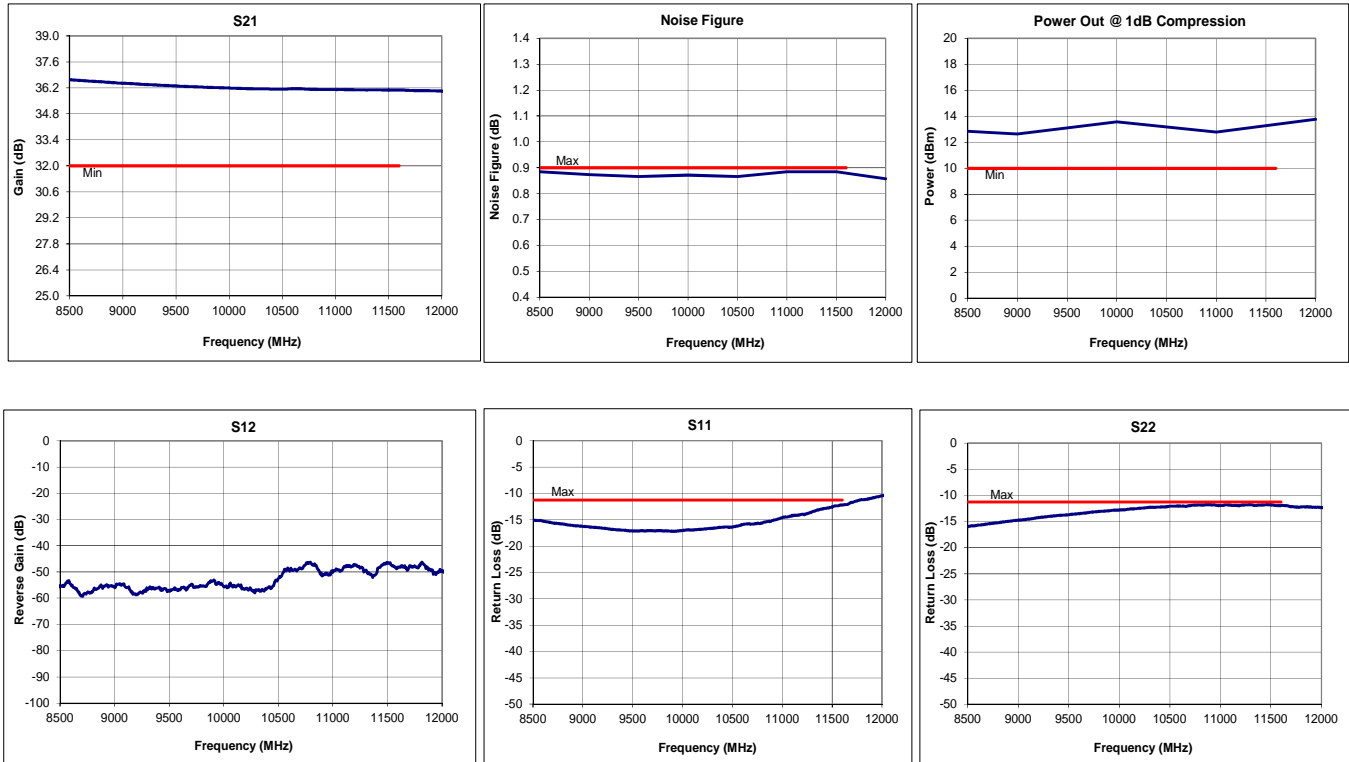 S21
39.0
37.6
36.2
34.8
33.4
32.0
30.6
29.2
27.8
26.4
25.0
Gain (dB)
Min
8500 9000 9500 10000 10500 11000 11500 12000
Frequency (MHz)
Noise Figure
1.4
1.3
1.2
1.1
1.0
0.9
0.8
0.7
0.6
0.5
0.4
Noise Figure (dB)
Max
8500 9000 9500 10000 10500 11000 11500 12000
Frequency (MHz)
Power Out @ 1dB Compression
20
18
16
14
12
10
8
6
4
2
0
Power (dBm)
Min
8500 9000 9500 10000 10500 11000 11500 12000
Frequency (MHz)
S12
0
-10
-20
-30
-40
-50
-60
-70
-80
-90
-100
Reverse Gain (dB)
8500 9000 9500 10000 10500 11000 11500 12000
Frequency (MHz)
S11
0
-5
-10
-15
-20
-25
-30
-35
-40
-45
-50
Return Loss (dB)
Max
8500 9000 9500 10000 10500 11000 11500 12000
Frequency (MHz)
S22
0
-5
-10
-15
-20
-25
-30
-35
-40
-45
-50
Return Loss (dB)
Max
8500 9000 9500 10000 10500 11000 11500 12000
Frequency (MHz)